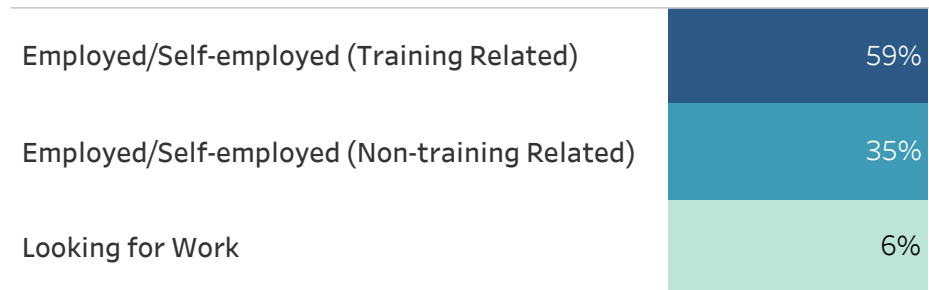 Employed/Self-employed (Training Related) 59%
Employed/Self-employed (Non-training Related) 35%
Looking for Work 6%